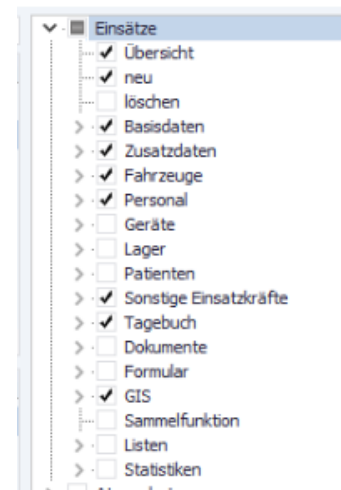 Einsätze
Übersicht
neu
löschen
Basisdaten
Zusatzdaten
Fahrzeuge
Personal
Geräte
Lager
Patienten
Sonstige Einsatzkräfte
Tagebuch
Dokumente
Formular
GIS
Sammelfunktion
Listen
Statistiken